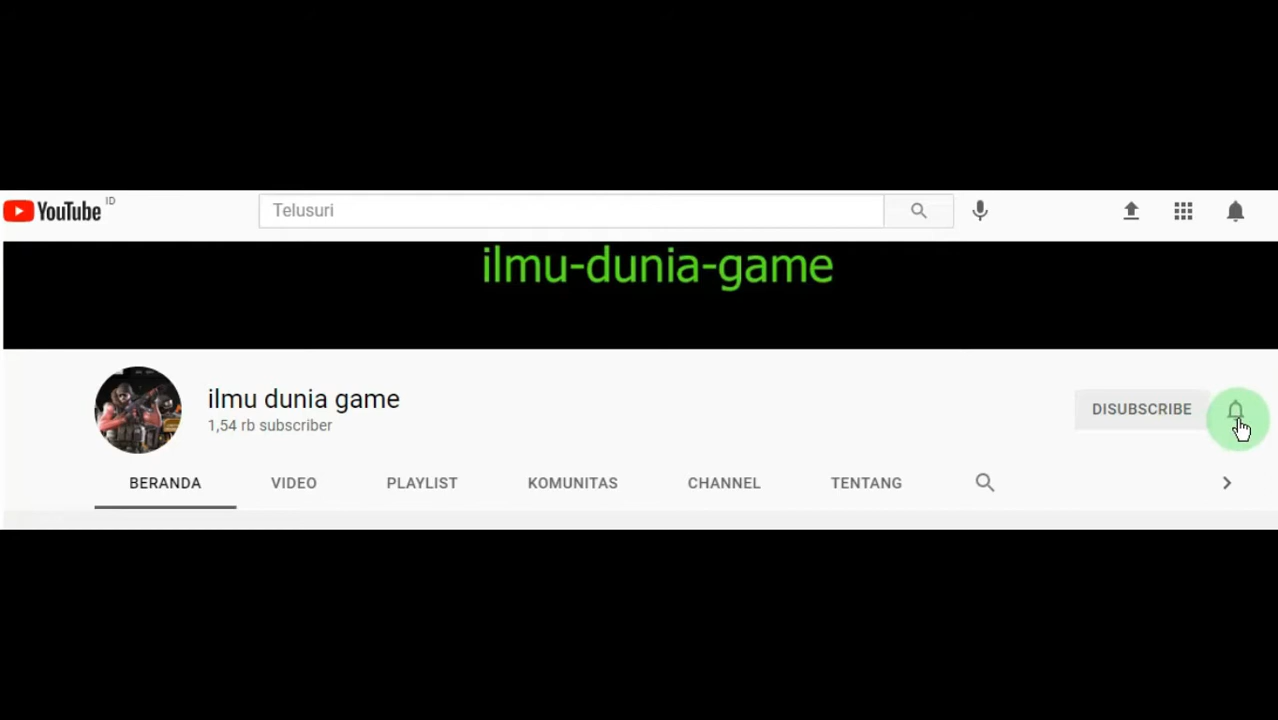 YouTube ID
Telusuri
ilmu-dunia-game
ilmu dunia game
1,54 rb subscriber
DISUBSCRIBE
BERANDA VIDEO PLAYLIST KOMUNITAS CHANNEL TENTANG